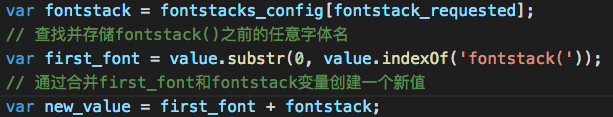 var fontstack = fontstacks_config[fontstack_requested];
// 查找并存储fontstack()之前的任意字体名
var first_font = value.substr(0, value.indexOf('fontstack('));
// 通过合并first_font和fontstack变量创建一个新值
var new_value = first_font + fontstack;